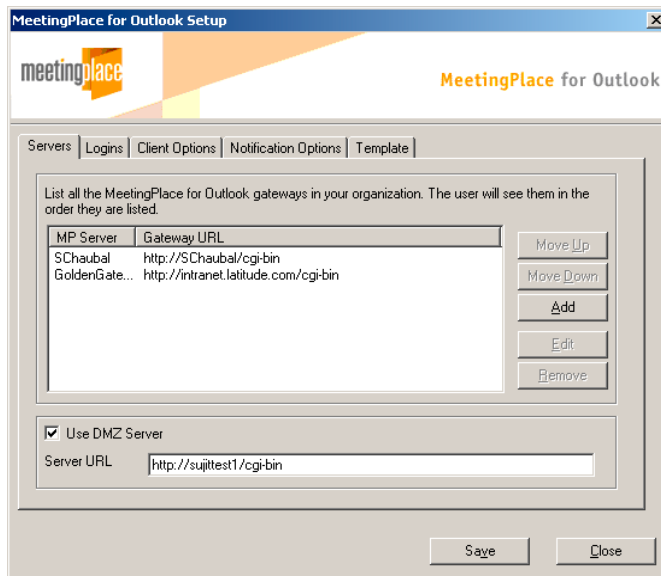 MeetingPlace for Outlook Setup
meetingplace
MeetingPlace for Outlook
Servers Logins Client Options Notification Options Template
List all the MeetingPlace for Outlook gateways in your organization. The user will see them in the
order they are listed.
MP Server Gateway URL
SChaubal http://SChaubal/cgi-bin
GoldenGate... http://intranet.latitude.com/cgi-bin
Move Up
Move Down
Add
Edit
Remove
Use DMZ Server
Server URL http://sujittest1/cgi-bin
Save Close